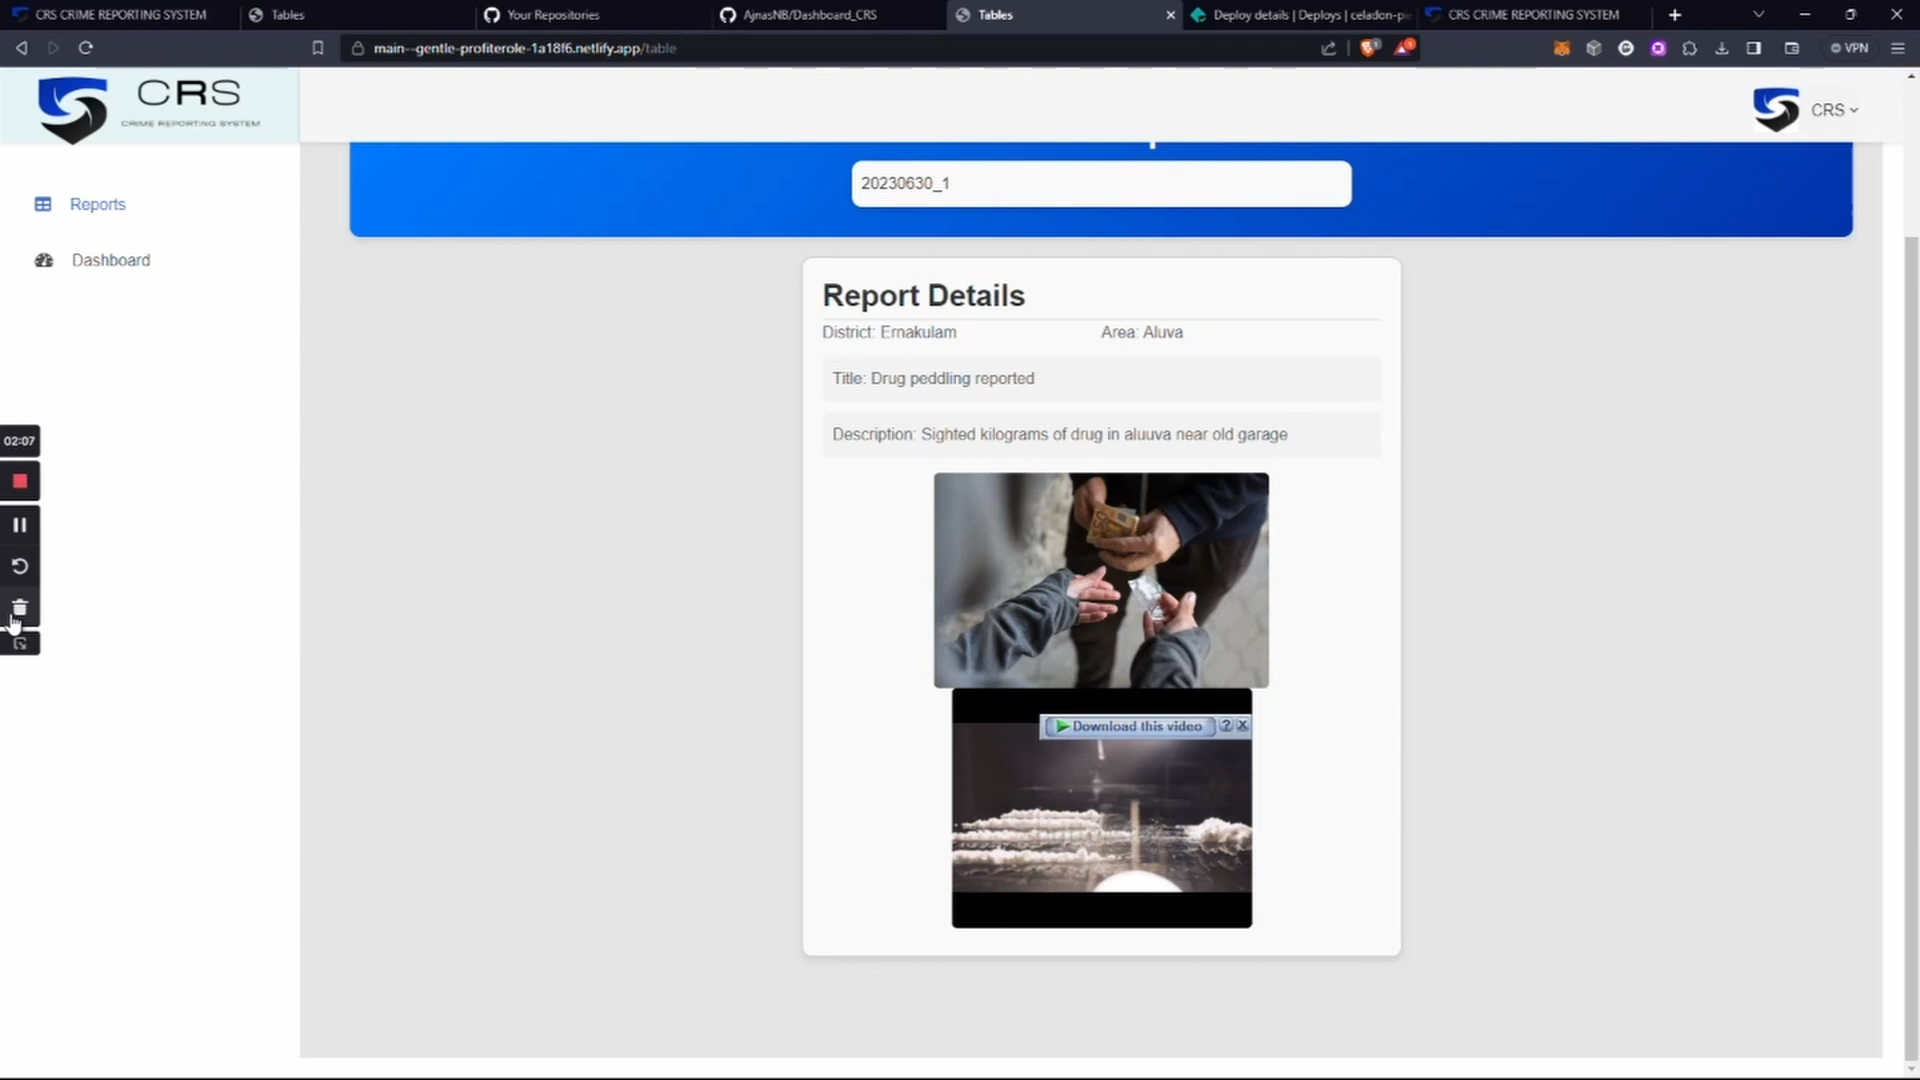 CRS CRIME REPORTING SYSTEM
Tables
Your Repositories
AjnasNB/Dashboard_CRS
Tables
Deploy details | Deploys | celadon-pie
CRS CRIME REPORTING SYSTEM
main--gentle-profiterole-1a18f6.netlify.app/table
VPN
CRS
CRIME REPORTING SYSTEM
CRS
20230630_1
Reports
Dashboard
Report Details
District: Ernakulam
Area: Aluva
Title: Drug peddling reported
Description: Sighted kilograms of drug in aluuva near old garage
02:07
50
Download this video